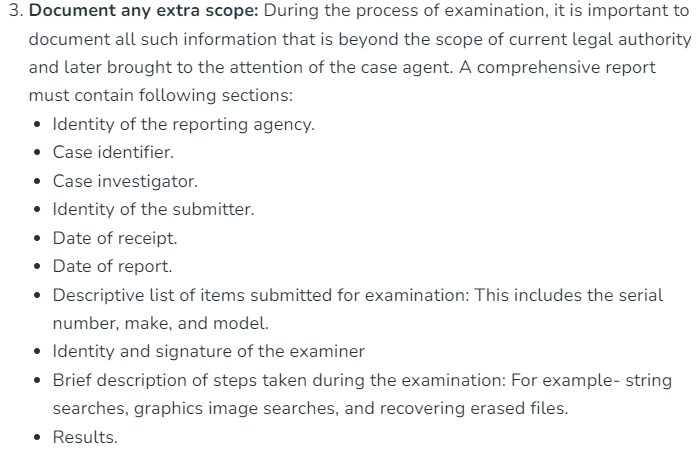 3. Document any extra scope: During the process of examination, it is important to
document all such information that is beyond the scope of current legal authority
and later brought to the attention of the case agent. A comprehensive report
must contain following sections:
• Identity of the reporting agency.
• Case identifier.
• Case investigator.
• Identity of the submitter.
• Date of receipt.
• Date of report.
• Descriptive list of items submitted for examination: This includes the serial
number, make, and model.
• Identity and signature of the examiner
• Brief description of steps taken during the examination: For example- string
searches, graphics image searches, and recovering erased files.
• Results.